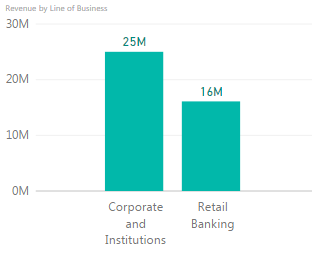 Revenue by Line of Business
30M
25M
20M
16M
10M
0M
Corporate
and
Institutions
Retail
Banking